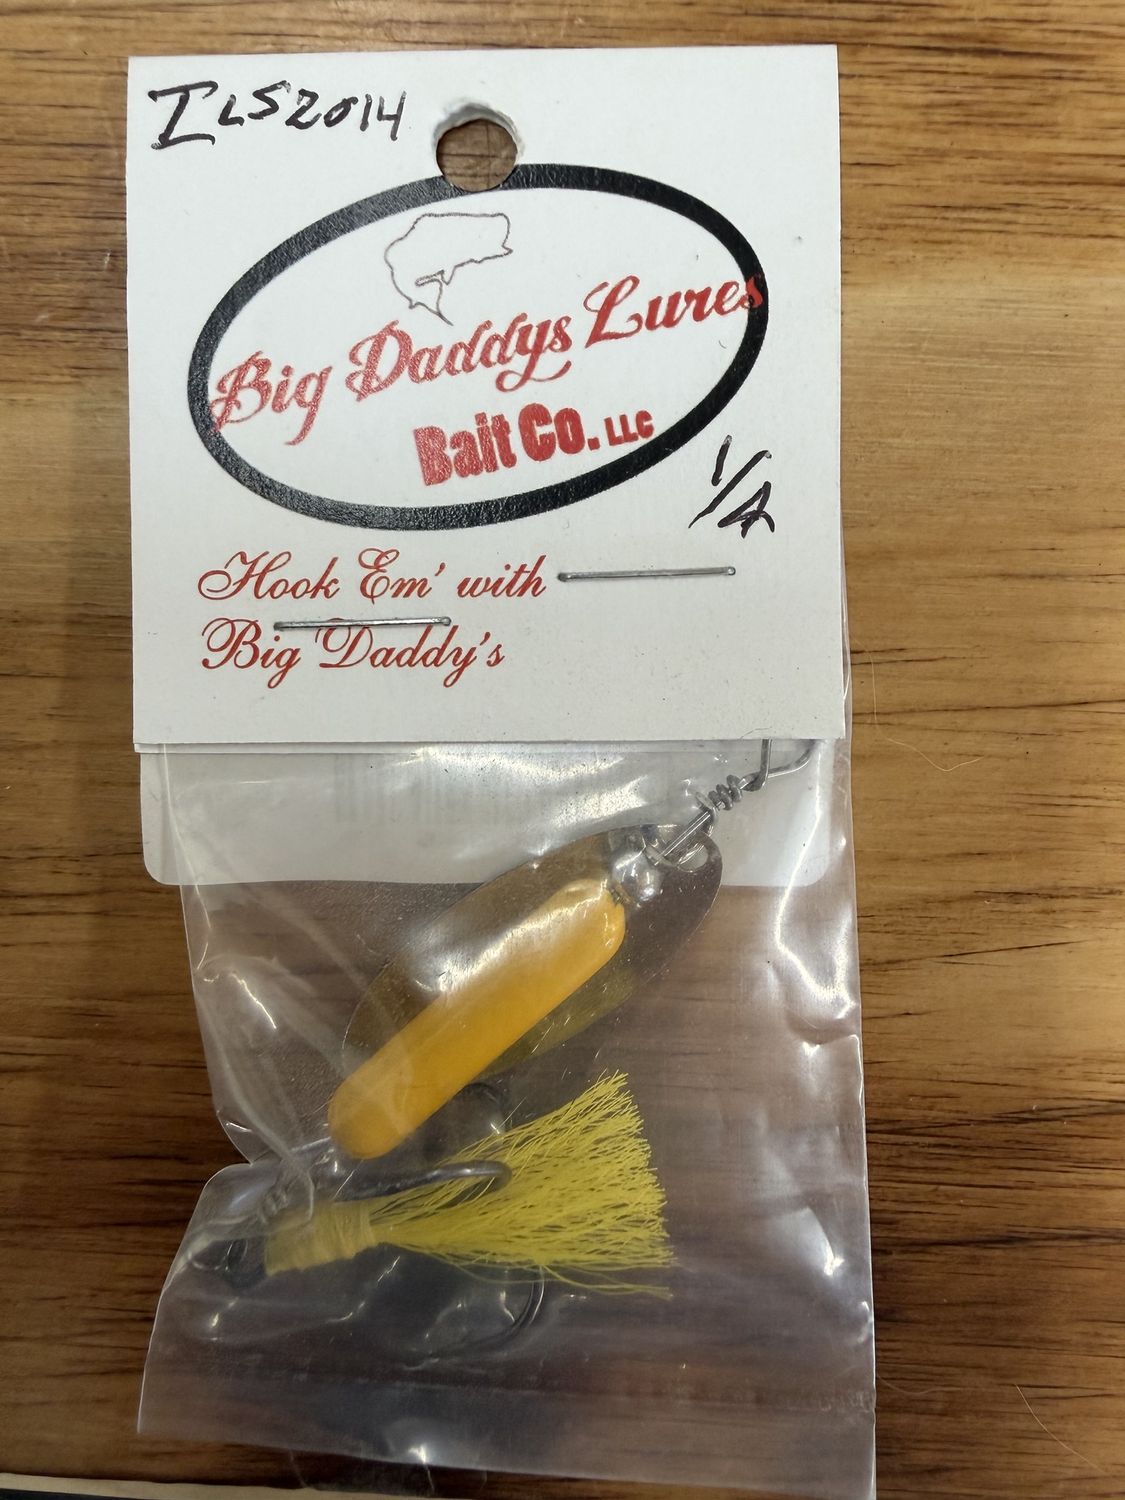 ILS2014
Big Daddys Lures
Bait Co. LLC
1/4
Hook Em' with
Big Daddy's